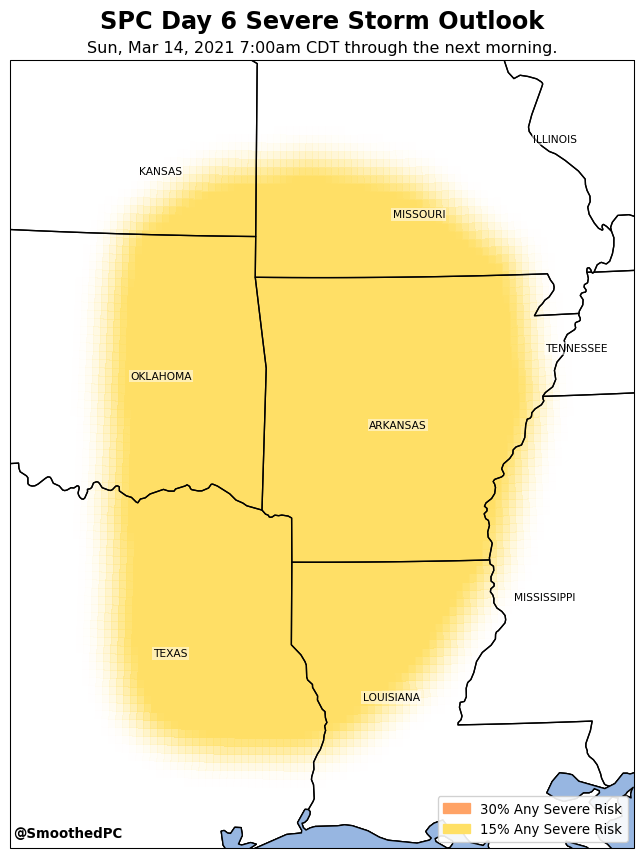 SPC Day 6 Severe Storm Outlook
Sun, Mar 14, 2021 7:00am CDT through the next morning.
ILLINOIS
KANSAS
MISSOURI
TENNESSEE
OKLAHOMA
ARKANSAS
MISSISSIPPI
TEXAS
LOUISIANA
30% Any Severe Risk
15% Any Severe Risk
@SmoothedPC